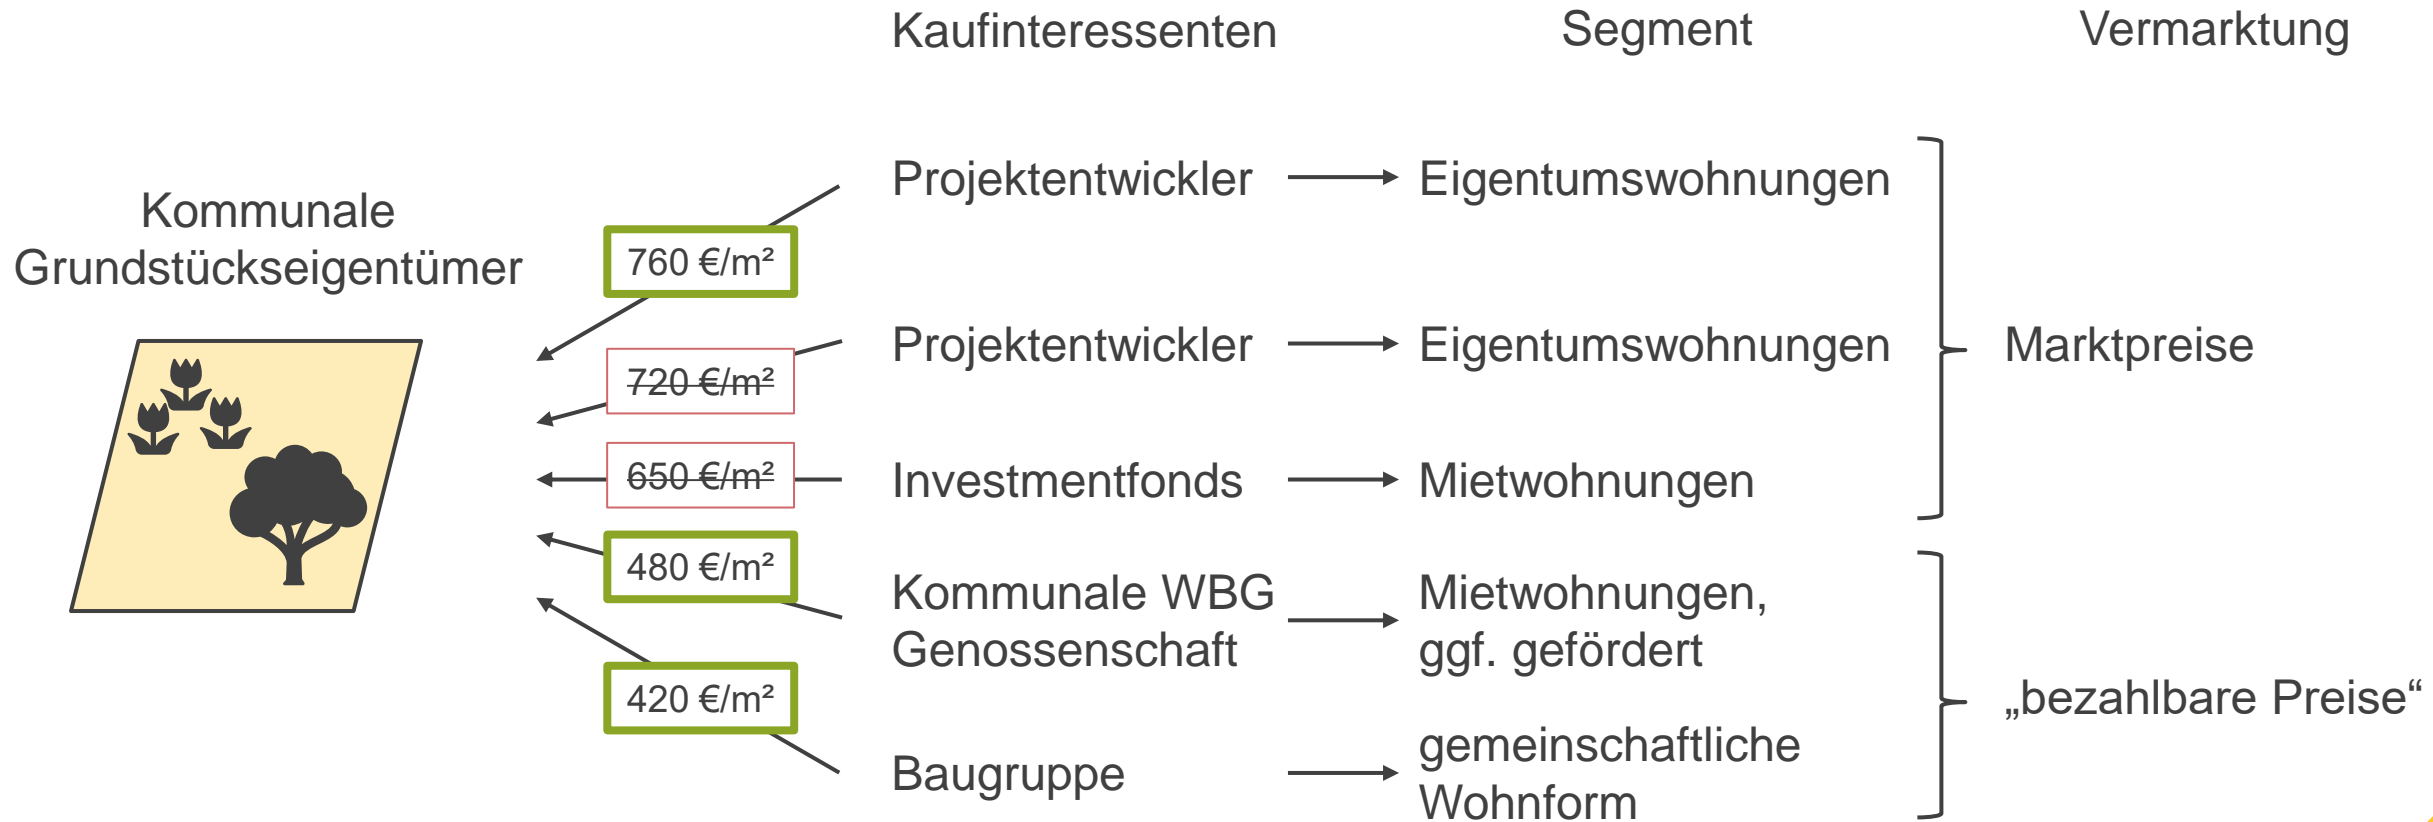 Kaufinteressenten
Segment
Vermarktung
Kommunale
Grundstückseigentümer
760 €/m²
Projektentwickler
Eigentumswohnungen
720 €/m²
Projektentwickler
Eigentumswohnungen
Marktpreise
650 €/m²
Investmentfonds
Mietwohnungen
480 €/m²
Kommunale WBG
Genossenschaft
Mietwohnungen,
ggf. gefördert
„bezahlbare Preise“
420 €/m²
Baugruppe
gemeinschaftliche
Wohnform